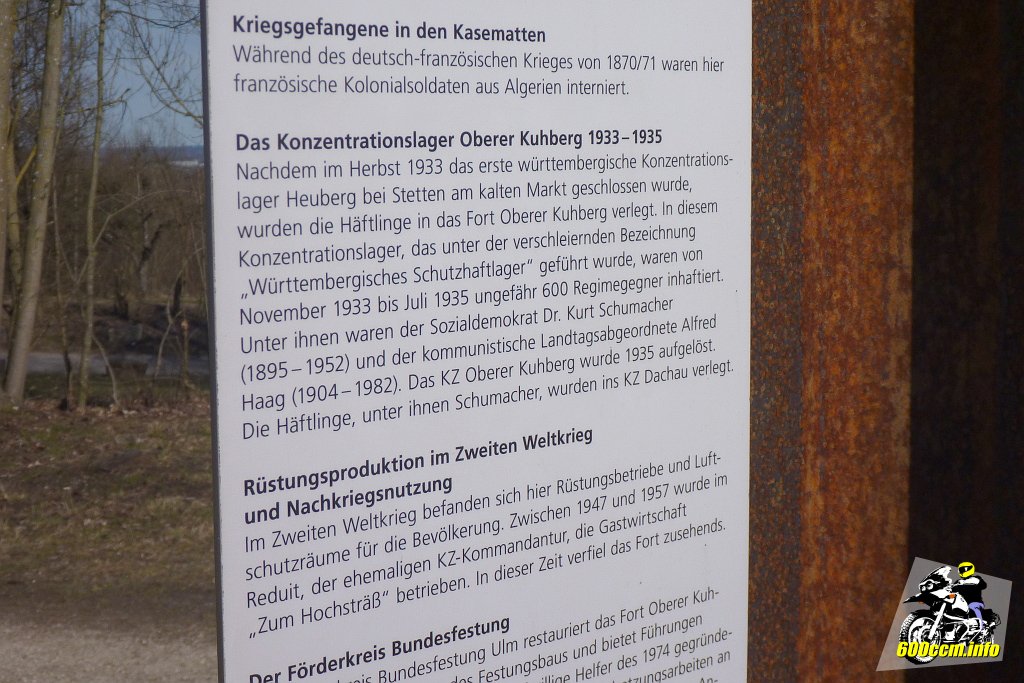 Kriegsgefangene in den Kasematten
Während des deutsch-französischen Krieges von 1870/71 waren hier
französische Kolonialsoldaten aus Algerien interniert.
Das Konzentrationslager Oberer Kuhberg 1933–1935
Nachdem im Herbst 1933 das erste württembergische Konzentrations-
lager Heuberg bei Stetten am kalten Markt geschlossen wurde,
wurden die Häftlinge in das Fort Oberer Kuhberg verlegt. In diesem
Konzentrationslager, das unter der verschleiernden Bezeichnung
„Württembergisches Schutzhaftlager“ geführt wurde, waren von
November 1933 bis Juli 1935 ungefähr 600 Regimegegner inhaftiert.
Unter ihnen waren der Sozialdemokrat Dr. Kurt Schumacher
(1895–1952) und der kommunistische Landtagsabgeordnete Alfred
Haag (1904–1982). Das KZ Oberer Kuhberg wurde 1935 aufgelöst.
Die Häftlinge, unter ihnen Schumacher, wurden ins KZ Dachau verlegt.
Rüstungsproduktion im Zweiten Weltkrieg
und Nachkriegsnutzung
Im Zweiten Weltkrieg befanden sich hier Rüstungsbetriebe und Luft-
schutzräume für die Bevölkerung. Zwischen 1947 und 1957 wurde im
Reduit, der ehemaligen KZ-Kommandantur, die Gastwirtschaft
„Zum Hochsträß“ betrieben. In dieser Zeit verfiel das Fort zusehends.
Der Förderkreis Bundesfestung
kreis Bundesfestung Ulm restauriert das Fort Oberer Kuh-
des Festungsbaus und bietet Führungen
Helfer des 1974 gegründe-
an
An-
600ccm.info